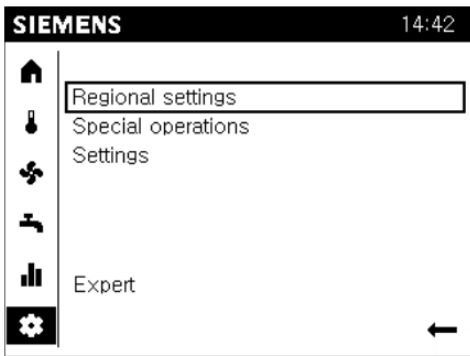 SIEMENS 14:42
Regional settings
Special operations
Settings
Expert